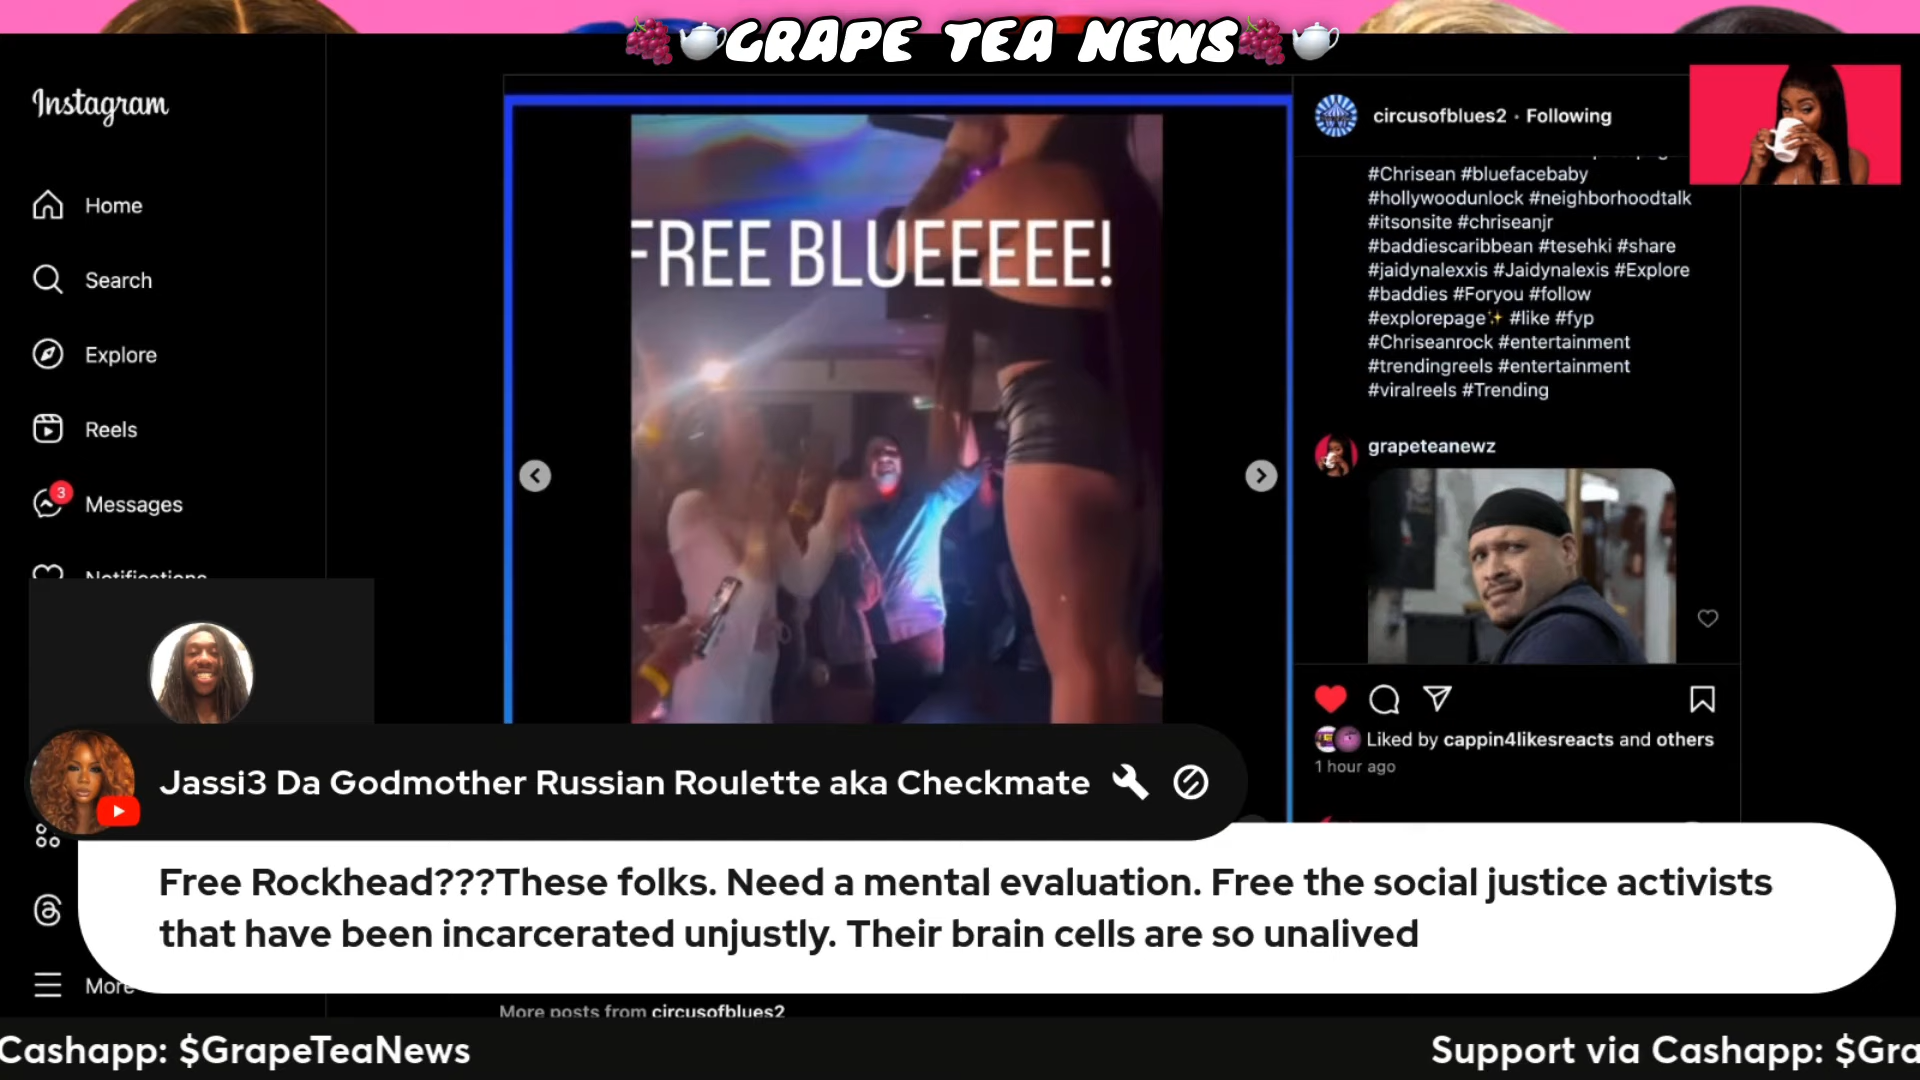 GRAPE TEA NEWS
Instagram
Home
Search
Explore
Reels
3
Messages
Notifications
More
FREE BLUEEEEE!
circusofblues2 · Following
#Chrisean #bluefacebaby
#hollywoodunlock #neighborhoodtalk
#itsonsite #chriseanjr
#baddiescaribbean #tesehki #share
#jaidynalexxis #Jaidynalexis #Explore
#baddies #Foryou #follow
#explorepage✨ #like #fyp
#Chriseanrock #entertainment
#trendingreels #entertainment
#viralreels #Trending
grapeteanewz
Liked by cappin4likesreacts and others
1 hour ago
Jassi3 Da Godmother Russian Roulette aka Checkmate
Free Rockhead???These folks. Need a mental evaluation. Free the social justice activists
that have been incarcerated unjustly. Their brain cells are so unalived
More posts from circusofblues2
Cashapp: $GrapeTeaNews
Support via Cashapp: $Gra